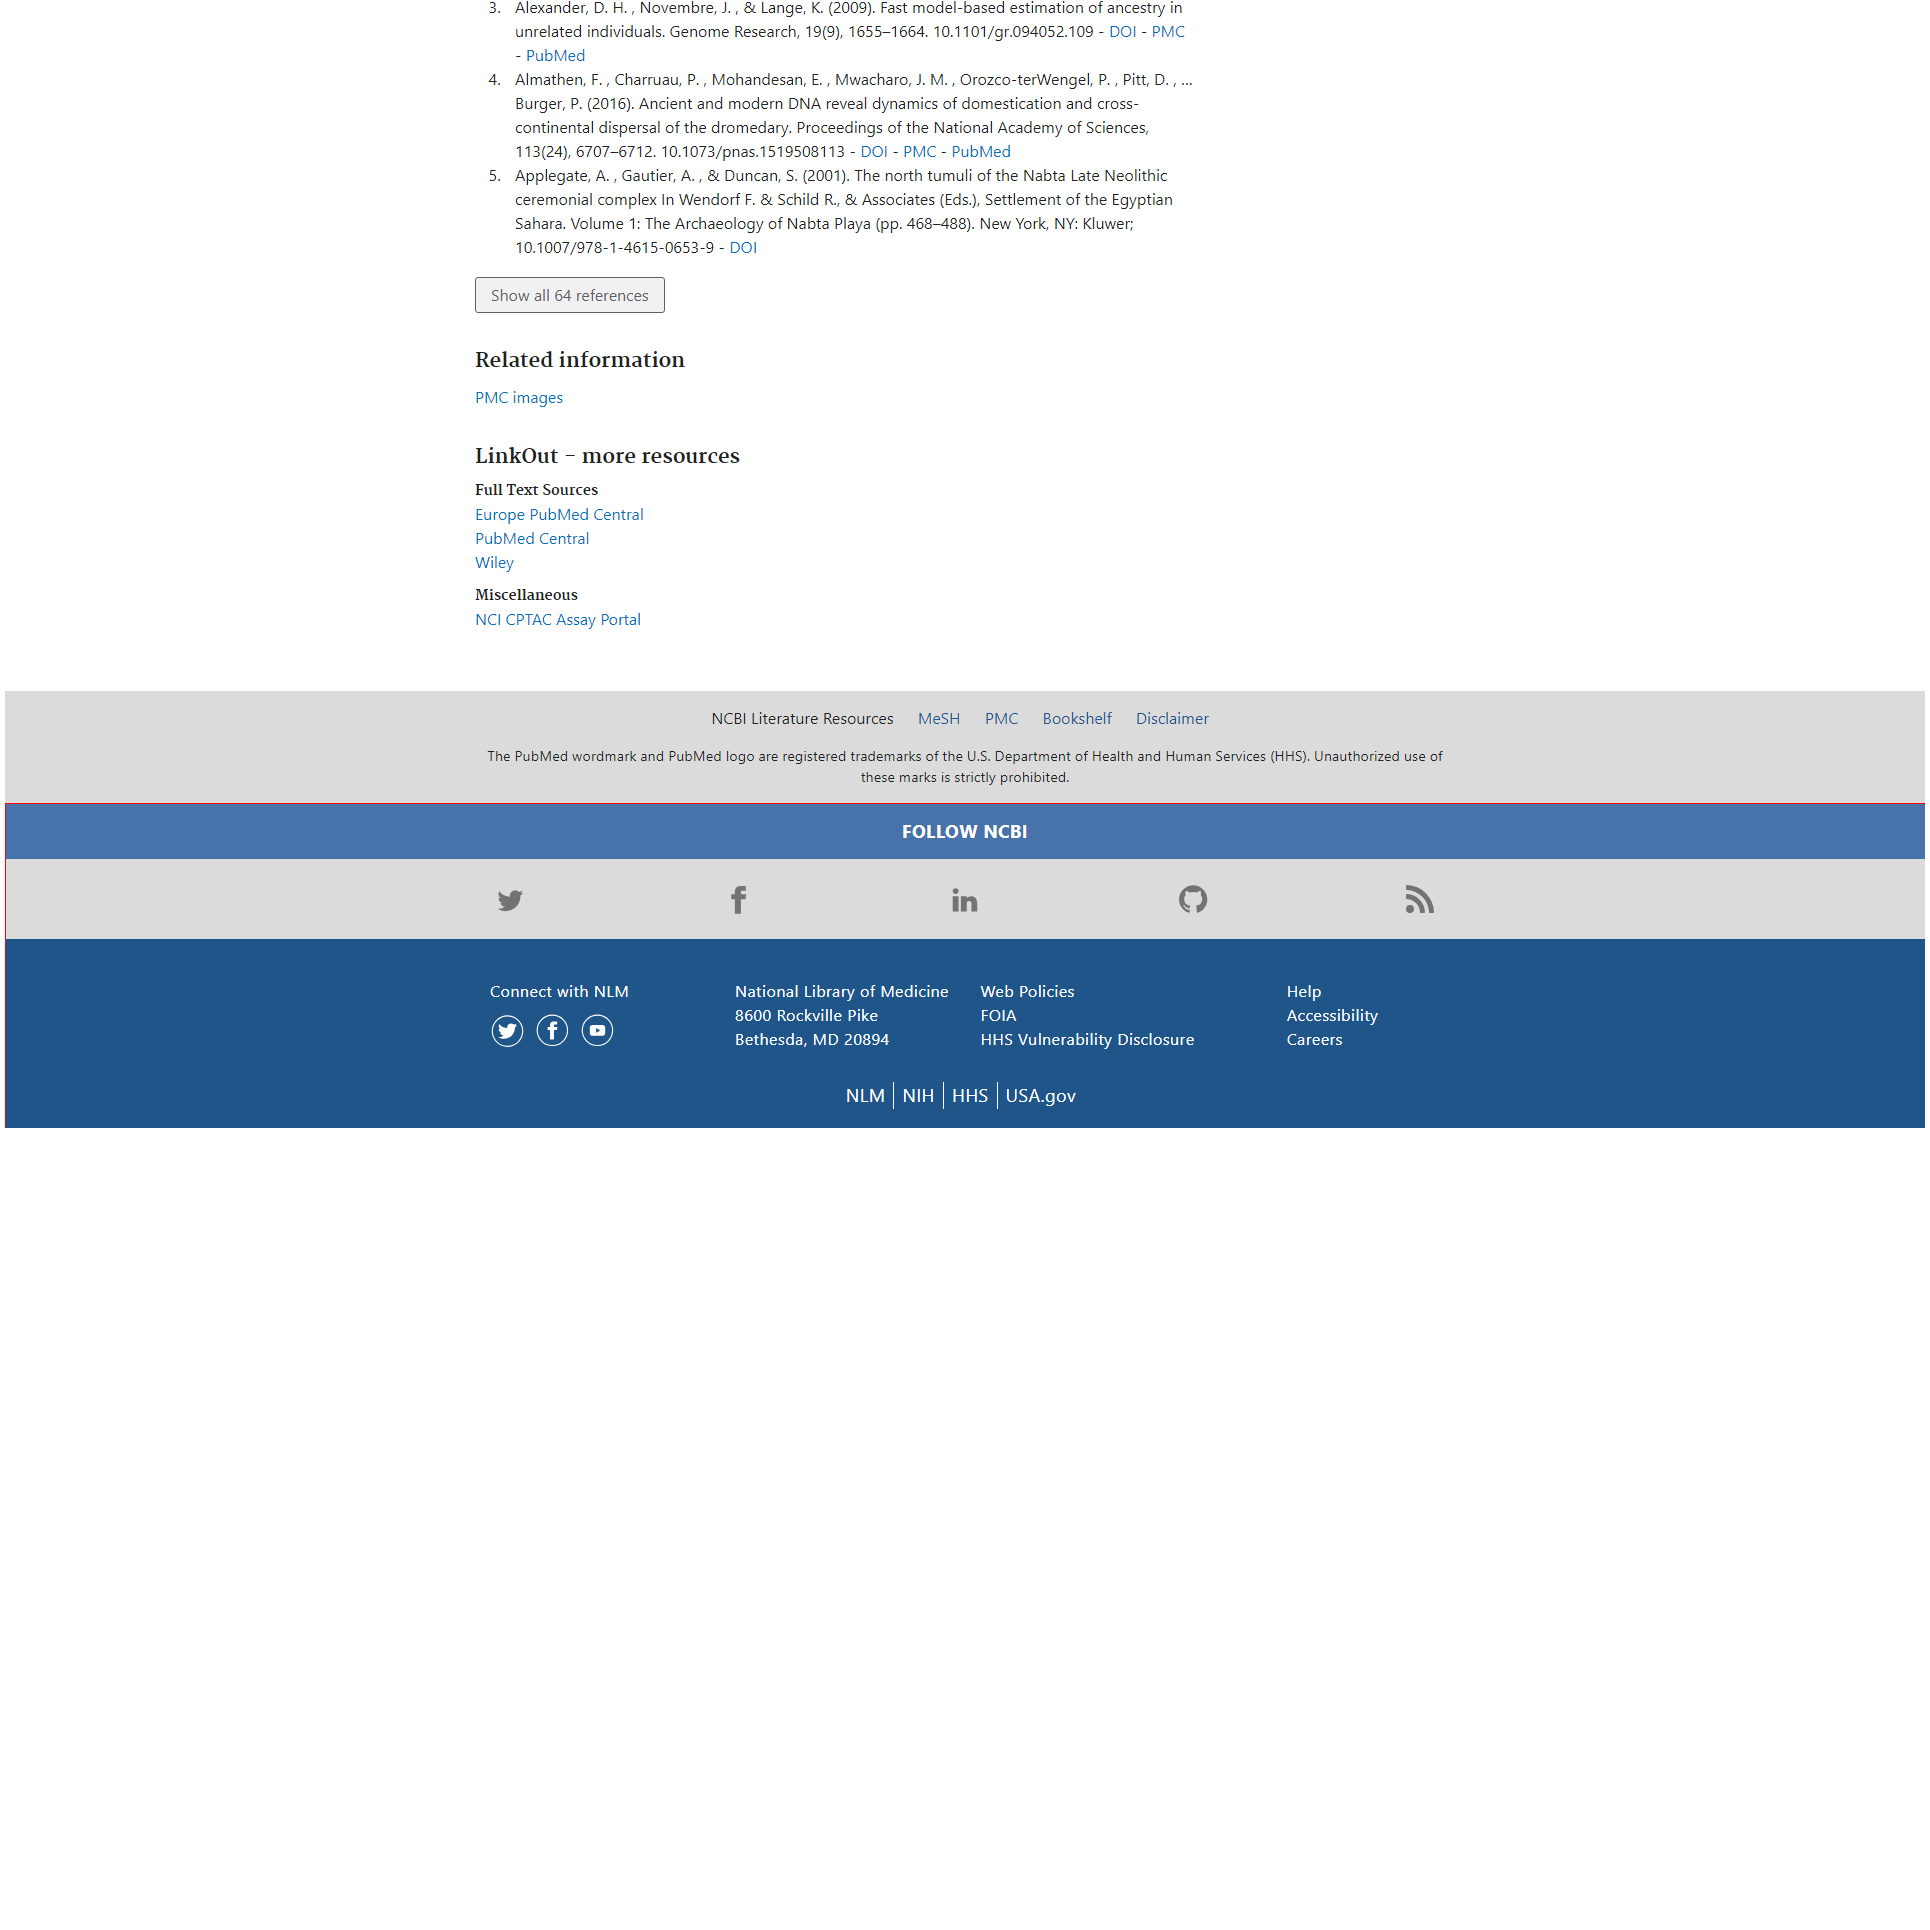 3. Alexander, D. H. , Novembre, J. , & Lange, K. (2009). Fast model-based estimation of ancestry in
unrelated individuals. Genome Research, 19(9), 1655–1664. 10.1101/gr.094052.109 - DOI - PMC
- PubMed
4. Almathen, F. , Charruau, P. , Mohandesan, E. , Mwacharo, J. M. , Orozco-terWengel, P. , Pitt, D. , ...
Burger, P. (2016). Ancient and modern DNA reveal dynamics of domestication and cross-
continental dispersal of the dromedary. Proceedings of the National Academy of Sciences,
113(24), 6707–6712. 10.1073/pnas.1519508113 - DOI - PMC - PubMed
5. Applegate, A. , Gautier, A. , & Duncan, S. (2001). The north tumuli of the Nabta Late Neolithic
ceremonial complex In Wendorf F. & Schild R., & Associates (Eds.), Settlement of the Egyptian
Sahara. Volume 1: The Archaeology of Nabta Playa (pp. 468–488). New York, NY: Kluwer;
10.1007/978-1-4615-0653-9 - DOI
Show all 64 references
Related information
PMC images
LinkOut - more resources
Full Text Sources
Europe PubMed Central
PubMed Central
Wiley
Miscellaneous
NCI CPTAC Assay Portal
NCBI Literature Resources MeSH PMC Bookshelf Disclaimer
The PubMed wordmark and PubMed logo are registered trademarks of the U.S. Department of Health and Human Services (HHS). Unauthorized use of
these marks is strictly prohibited.
FOLLOW NCBI
Connect with NLM
National Library of Medicine
8600 Rockville Pike
Bethesda, MD 20894
Web Policies
FOIA
HHS Vulnerability Disclosure
Help
Accessibility
Careers
NLM NIH HHS USA.gov